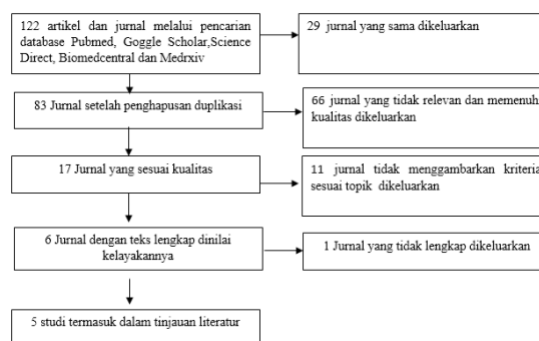 122 artikel dan jurnal melalui pencarian
database Pubmed, Goggle Scholar,Science
Direct, Biomedcentral dan Medrxiv
29 jurnal yang sama dikeluarkan
83 Jurnal setelah penghapusan duplikasi
66 jurnal yang tidak relevan dan memenuh
kualitas dikeluarkan
17 Jurnal yang sesuai kualitas
11 jurnal tidak menggambarkan kriteria
sesuai topik dikeluarkan
6 Jurnal dengan teks lengkap dinilai
kelayakannya
1 Jurnal yang tidak lengkap dikeluarkan
5 studi termasuk dalam tinjauan literatur